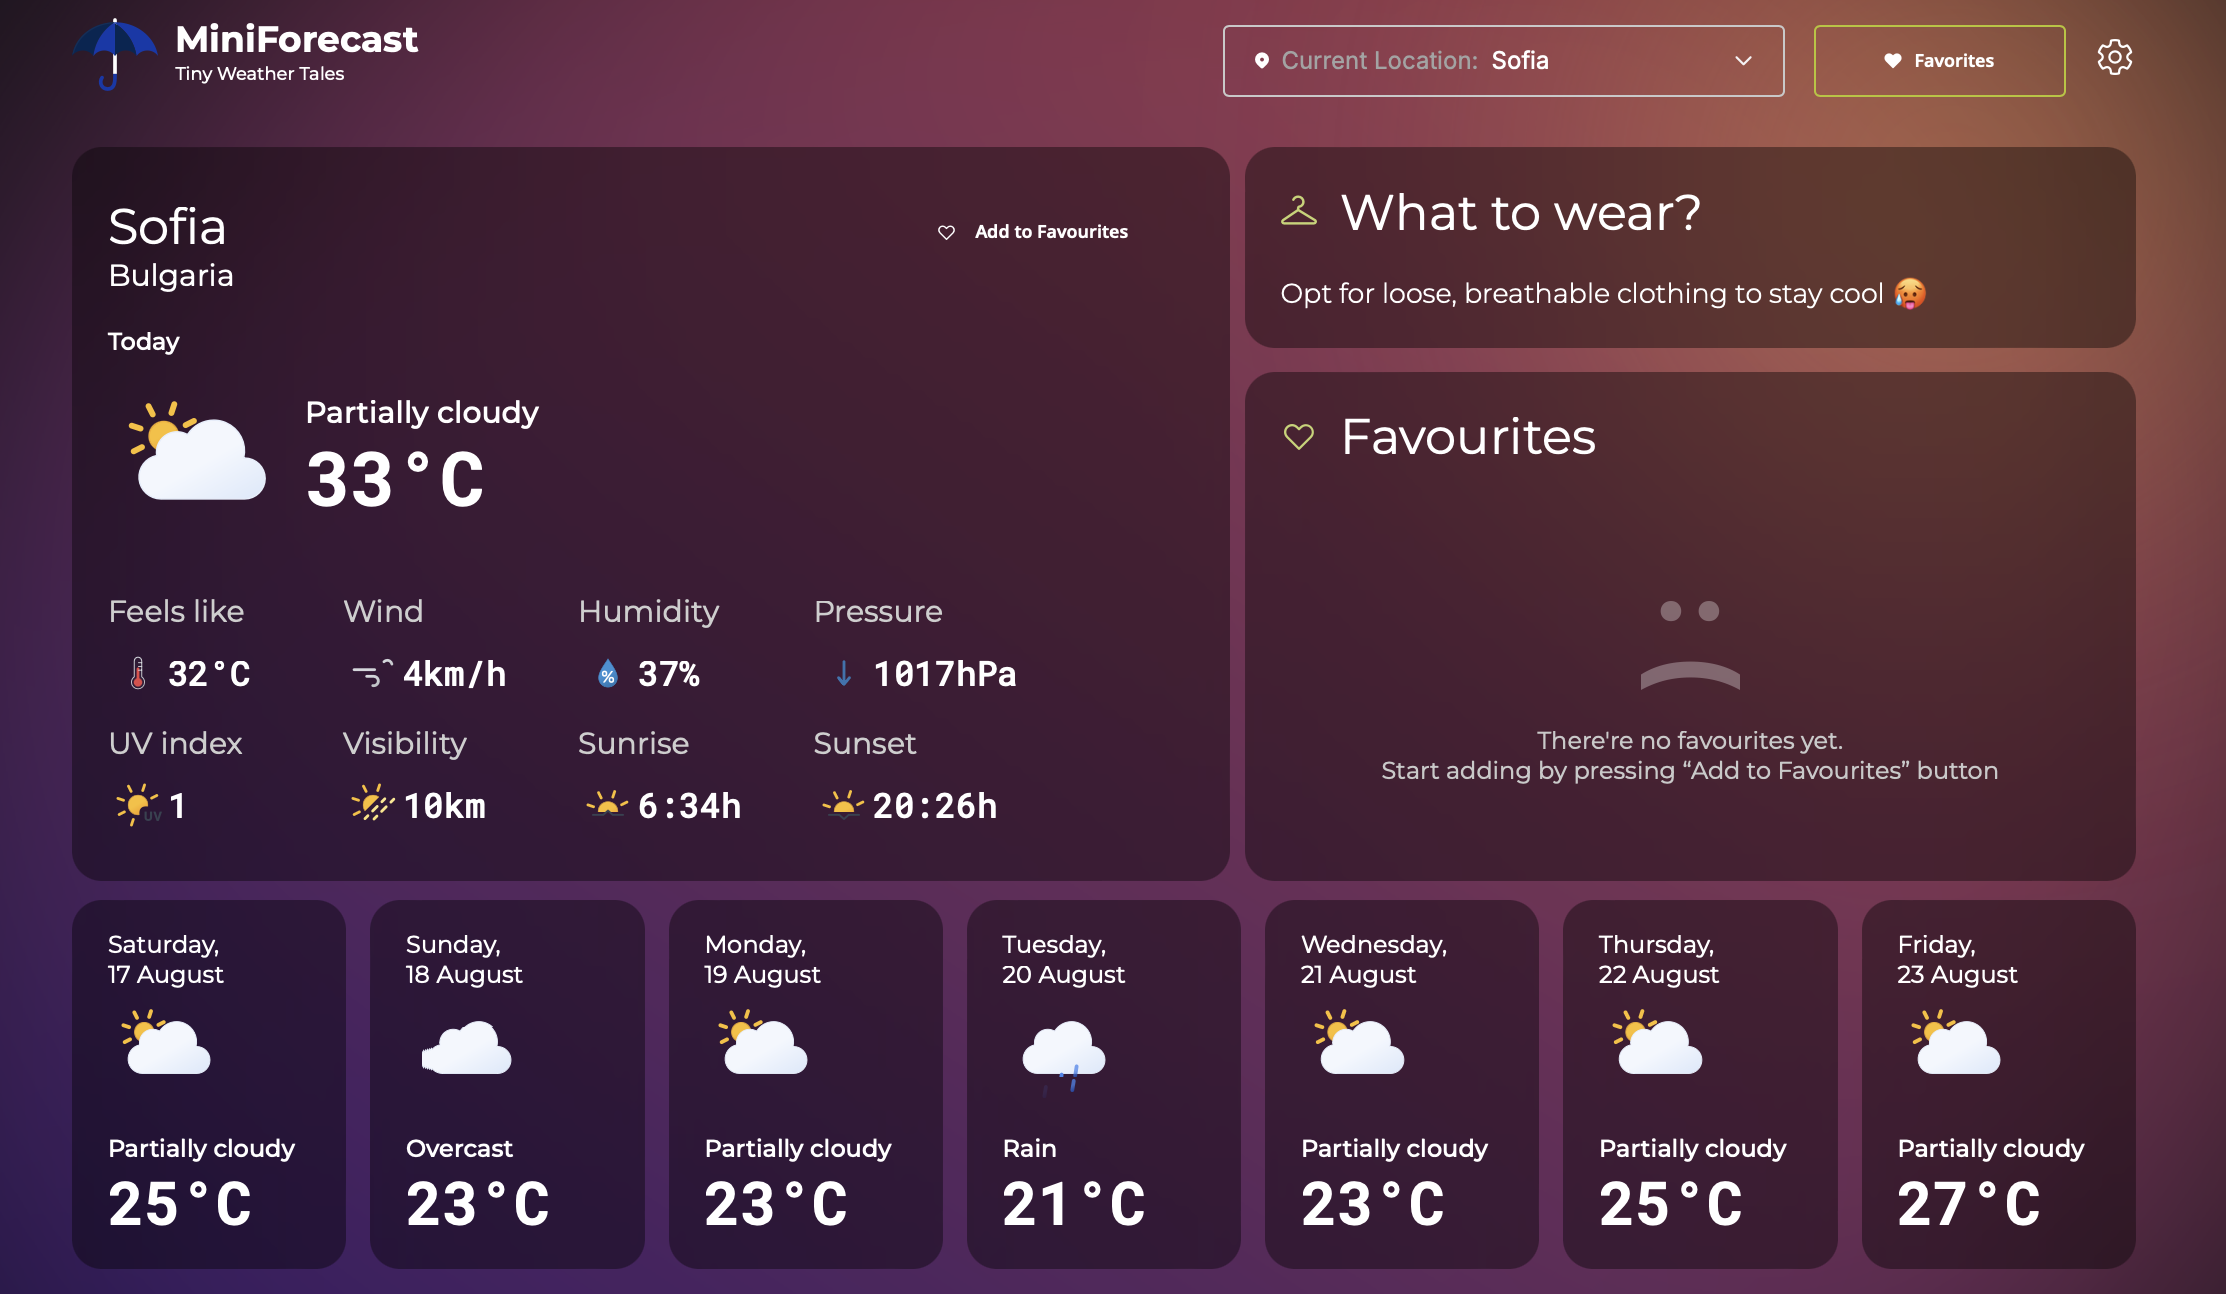 MiniForecast
Tiny Weather Tales
Current Location: Sofia
Favorites
Sofia
Bulgaria
Add to Favourites
Today
Partially cloudy
33°C
Feels like
Wind
Humidity
Pressure
32°C
4km/h
%
37%
1017hPa
UV index
Visibility
Sunrise
Sunset
UV
1
10km
6:34h
20:26h
What to wear?
Opt for loose, breathable clothing to stay cool 🥵
Favourites
There're no favourites yet.
Start adding by pressing “Add to Favourites” button
Saturday,
17 August
Partially cloudy
25°C
Sunday,
18 August
Overcast
23°C
Monday,
19 August
Partially cloudy
23°C
Tuesday,
20 August
Rain
21°C
Wednesday,
21 August
Partially cloudy
23°C
Thursday,
22 August
Partially cloudy
25°C
Friday,
23 August
Partially cloudy
27°C